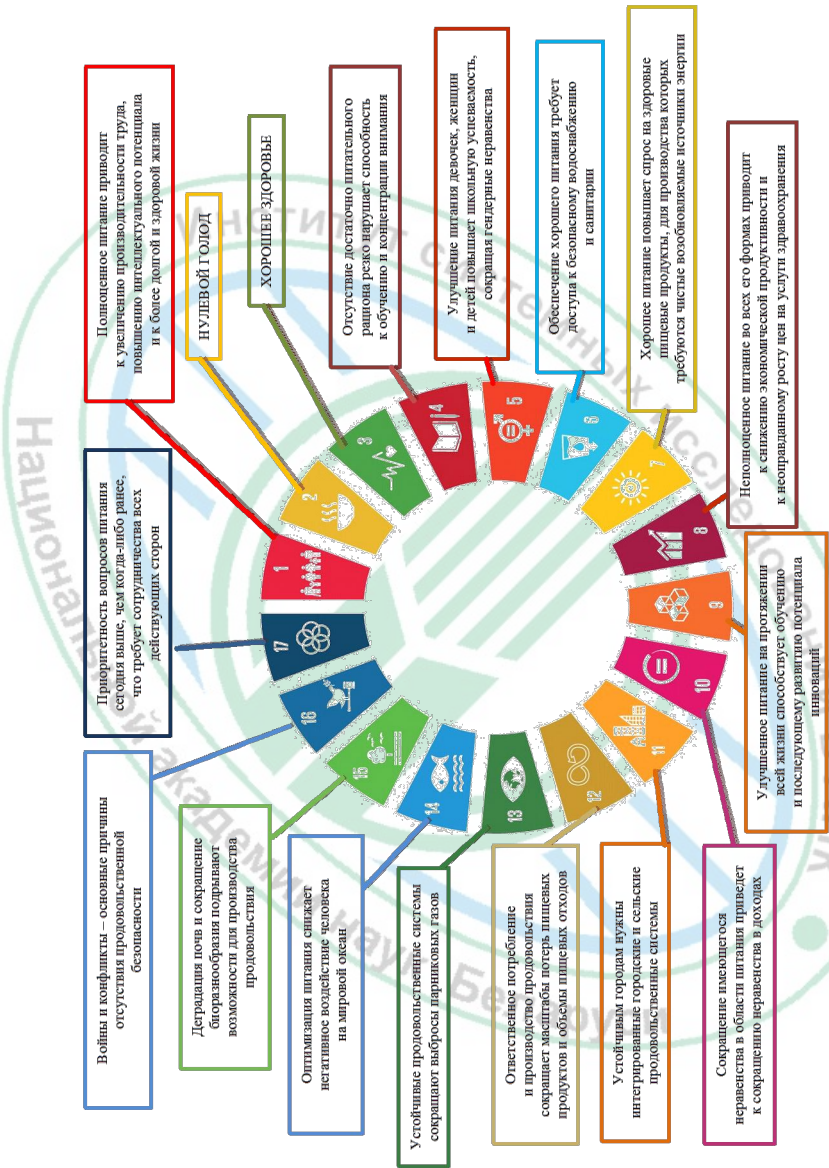 Полноценное питание приводит
к увеличению производительности труда,
повышению интеллектуального потенциала
и к более долгой и здоровой жизни
НУЛЕВОЙ ГОЛОД
ХОРОШЕЕ ЗДОРОВЬЕ
Отсутствие достаточно питательного
рациона резко нарушает способность
к обучению и концентрации внимания
Улучшение питания девочек, женщин
и детей повышает школьную успеваемость,
сокращая гендерные неравенства
Обеспечение хорошего питания требует
доступа к безопасному водоснабжению
и санитарии
Хорошее питание повышает спрос на здоровые
пищевые продукты, для производства которых
требуются чистые возобновляемые источники энергии
Неполноценное питание во всех его формах приводит
к снижению экономической продуктивности и
к неоправданному росту цен на услуги здравоохранения
Улучшенное питание на протяжении
всей жизни способствует обучению
и последующему развитию потенциала
инноваций
Сокращение имеющегося
неравенства в области питания приведет
к сокращению неравенства в доходах
Устойчивым городам нужны
интегрированные городские и сельские
продовольственные системы
Ответственное потребление
и производство продовольствия
сокращает масштабы потерь пищевых
продуктов и объемы пищевых отходов
Устойчивые продовольственные системы
сокращают выбросы парниковых газов
Оптимизация питания снижает
негативное воздействие человека
на мировой океан
Деградация почв и сокращение
биоразнообразия подрывают
возможности для производства
продовольствия
Войны и конфликты – основные причины
отсутствия продовольственной
безопасности
Приоритетность вопросов питания
сегодня выше, чем когда-либо ранее,
что требует сотрудничества всех
действующих сторон
1
2
3
4
5
6
7
8
9
10
11
12
13
14
15
16
17
Институт системных исследований
Национальной академии наук Беларуси